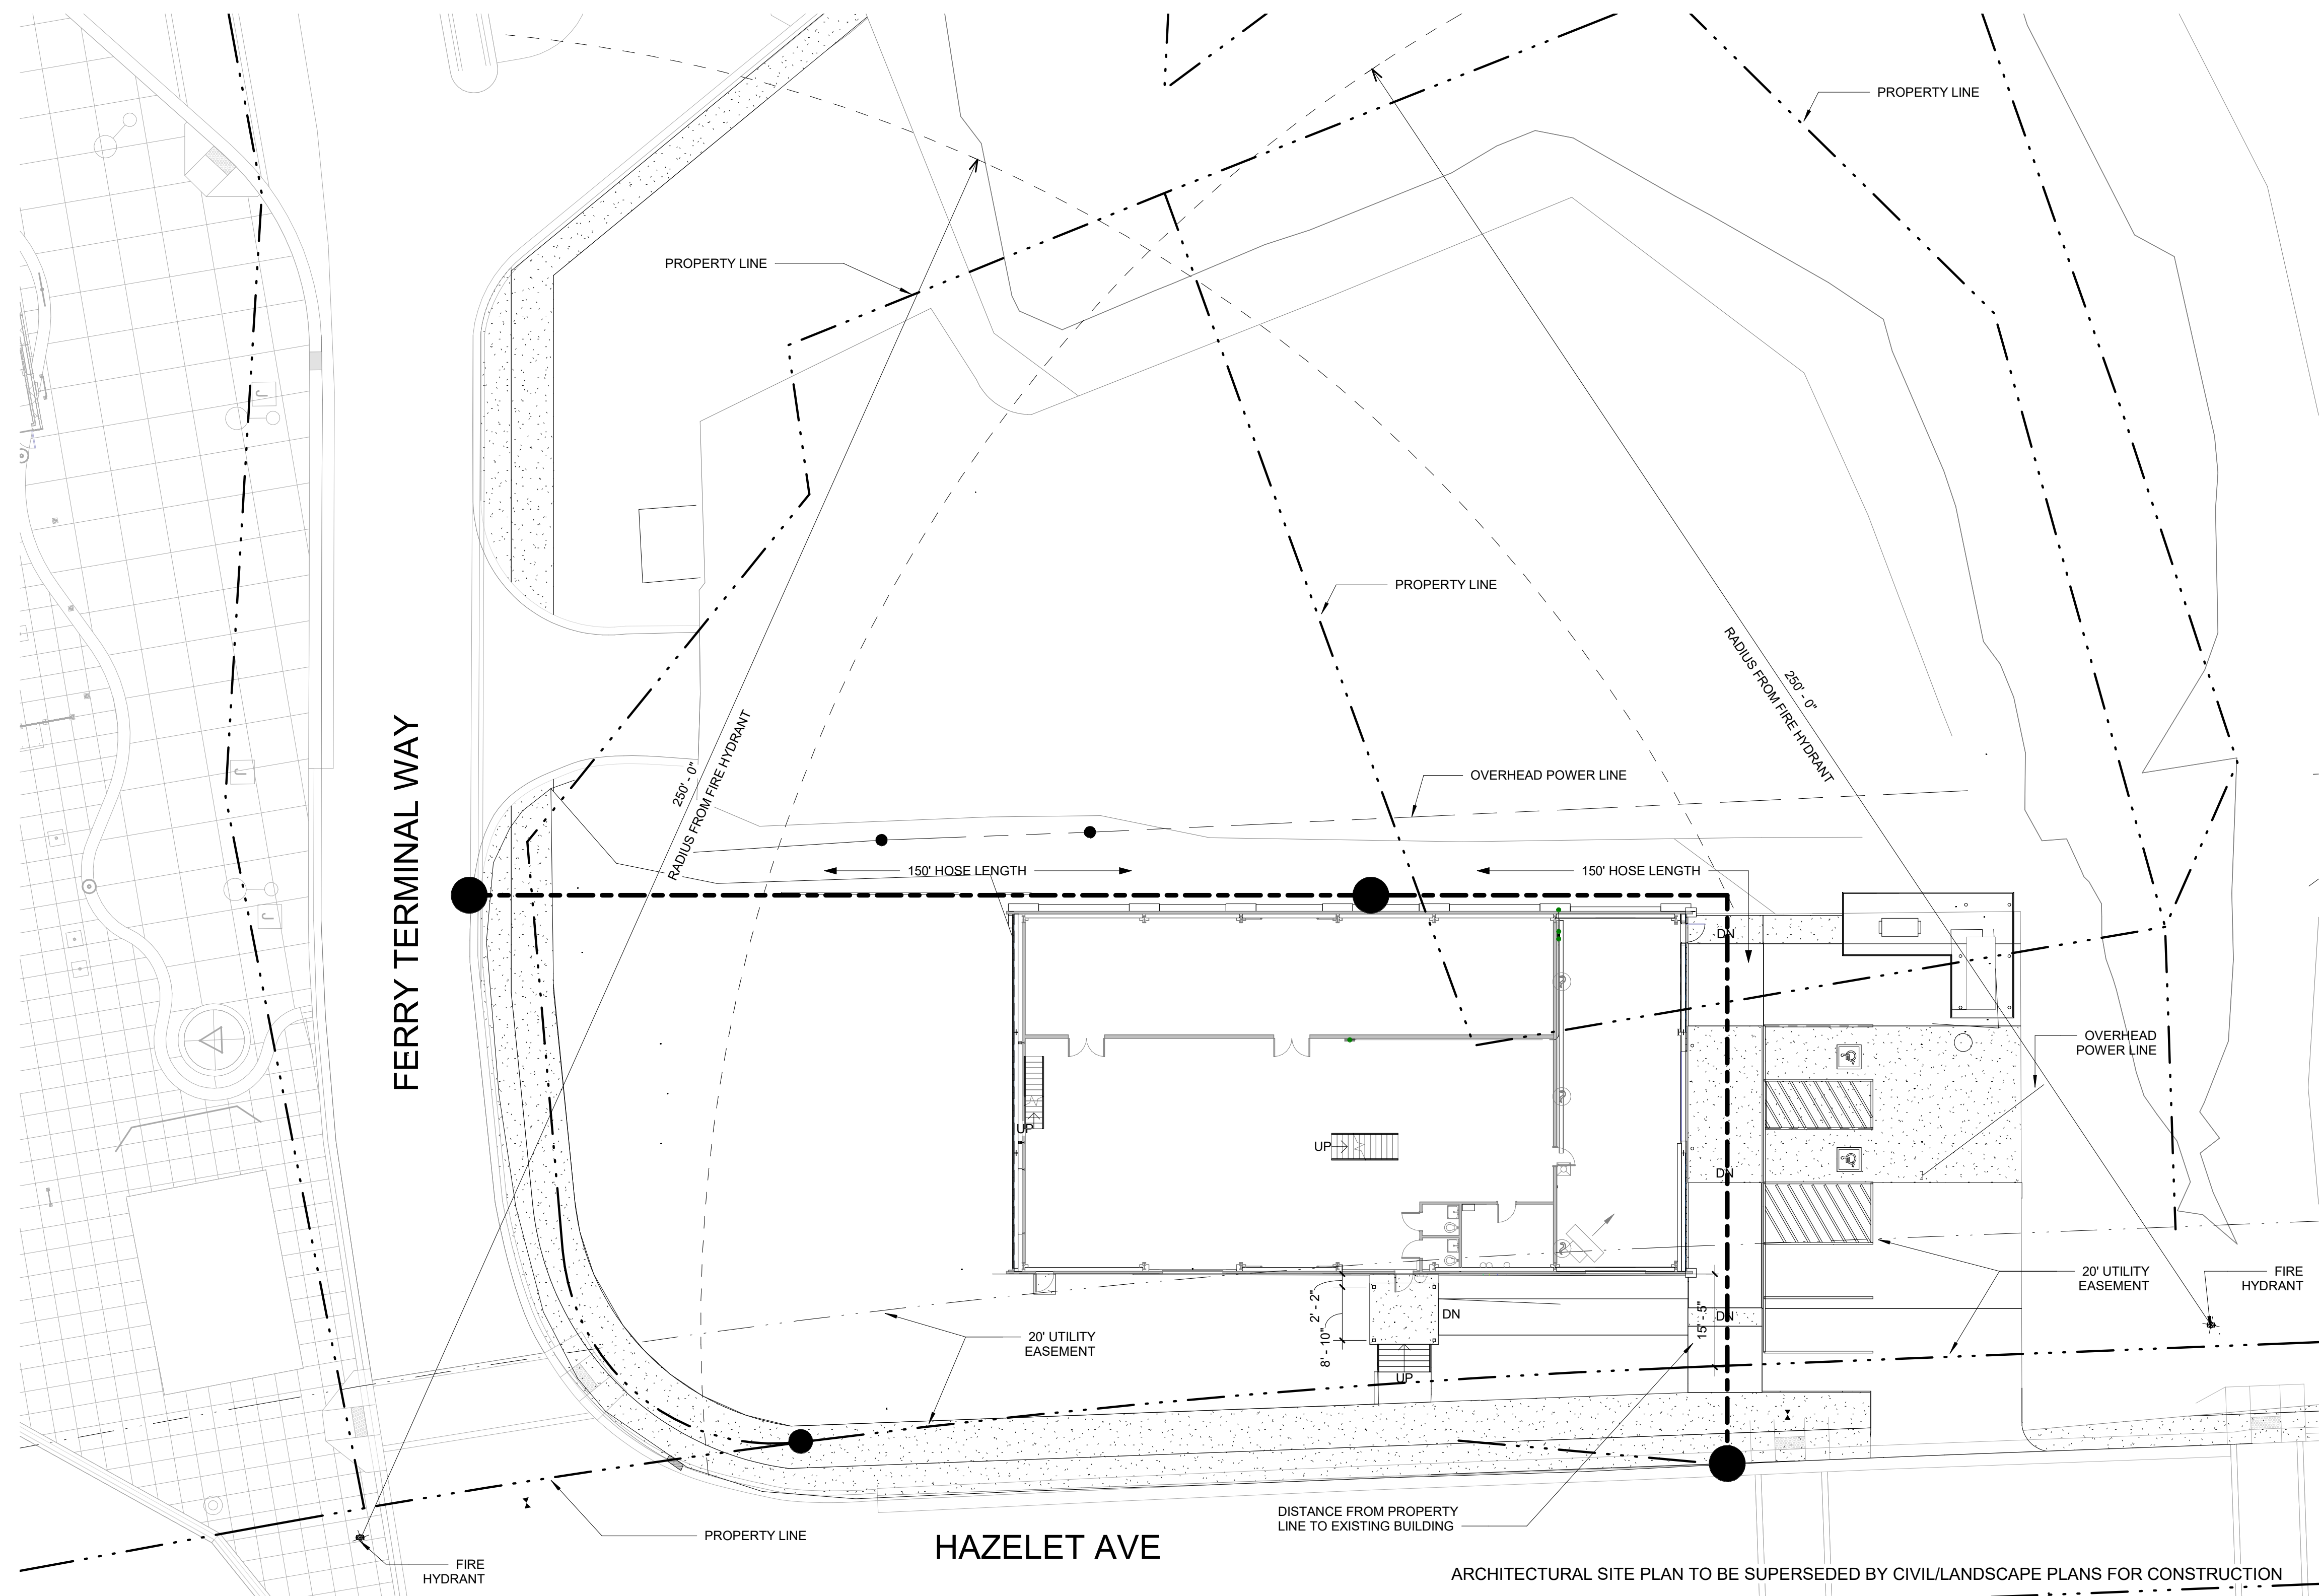 PROPERTY LINE
PROPERTY LINE
PROPERTY LINE
250' - 0"
RADIUS FROM FIRE HYDRANT
250' - 0"
RADIUS FROM FIRE HYDRANT
FERRY TERMINAL WAY
OVERHEAD POWER LINE
150' HOSE LENGTH
150' HOSE LENGTH
DN
OVERHEAD
POWER LINE
UP
UP
DN
20' UTILITY
EASEMENT
FIRE
HYDRANT
2' - 2"
8' - 10"
DN
15' - 5"
DN
20' UTILITY
EASEMENT
UP
DISTANCE FROM PROPERTY
LINE TO EXISTING BUILDING
PROPERTY LINE
HAZELET AVE
FIRE
HYDRANT
ARCHITECTURAL SITE PLAN TO BE SUPERSEDED BY CIVIL/LANDSCAPE PLANS FOR CONSTRUCTION